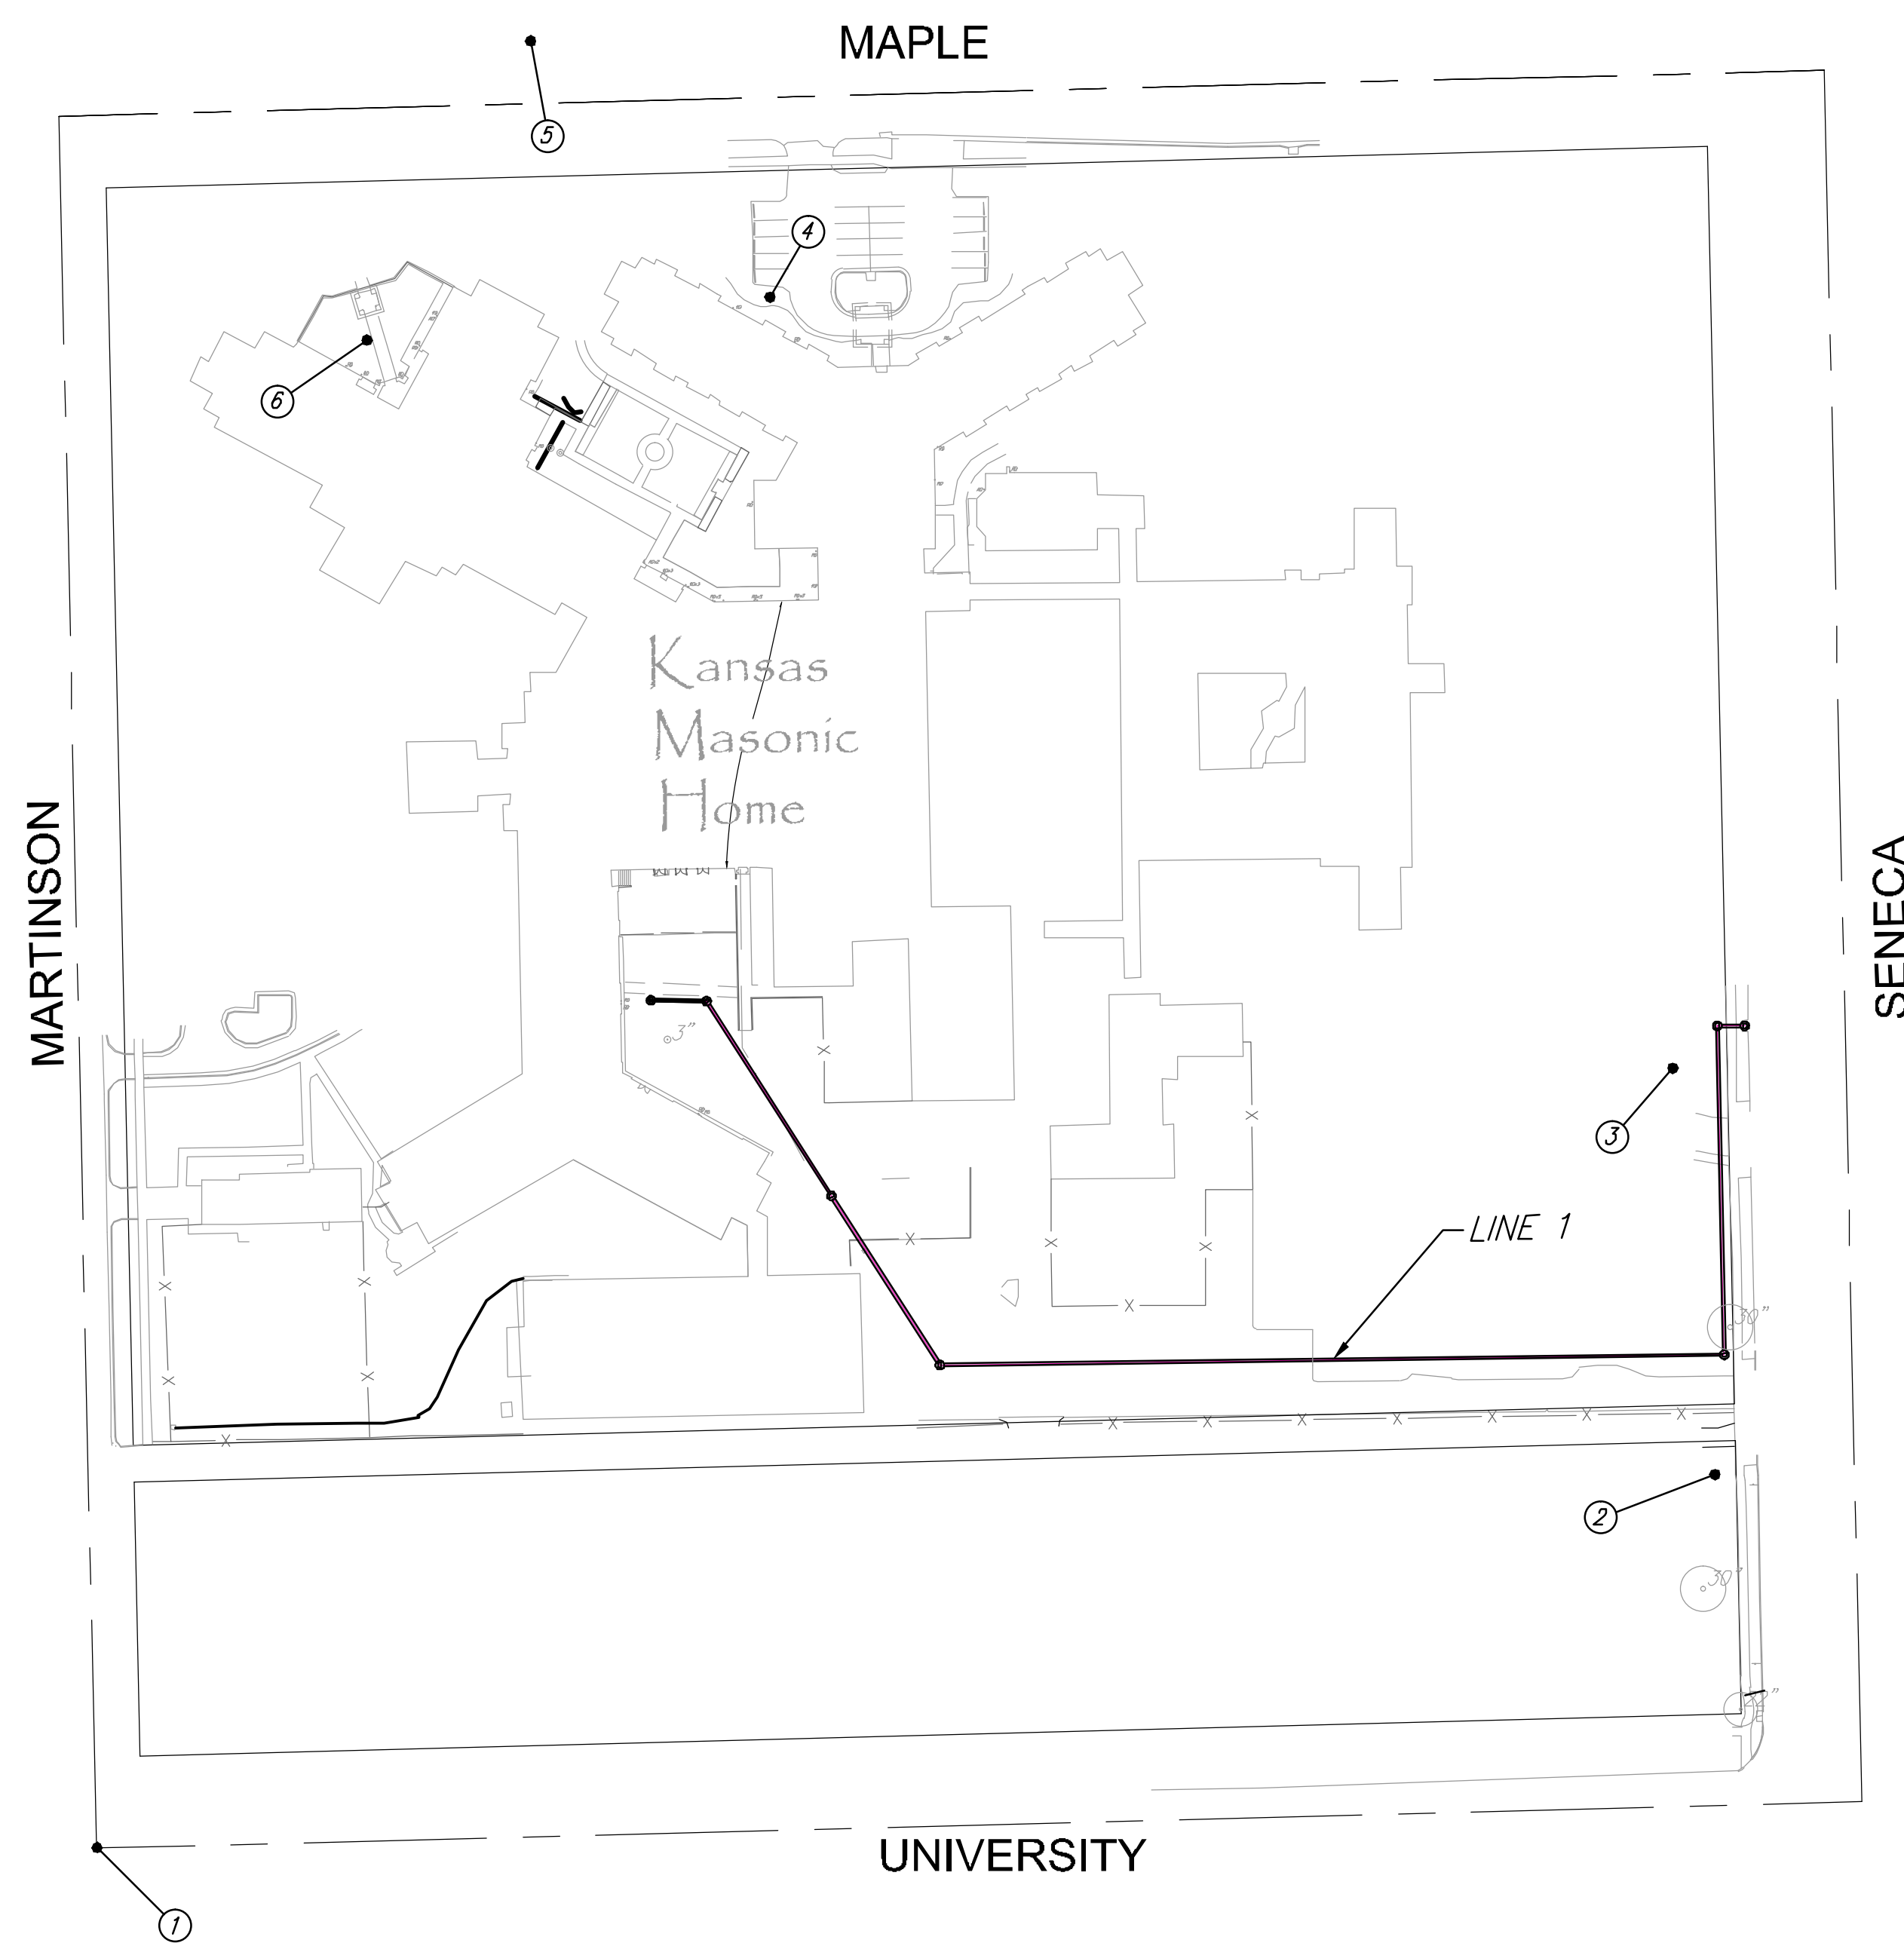 MAPLE
5
4
6
Kansas
Masonic
Home
MARTINSON
SENECA
3"
3
LINE 1
30"
2
30"
UNIVERSITY
1